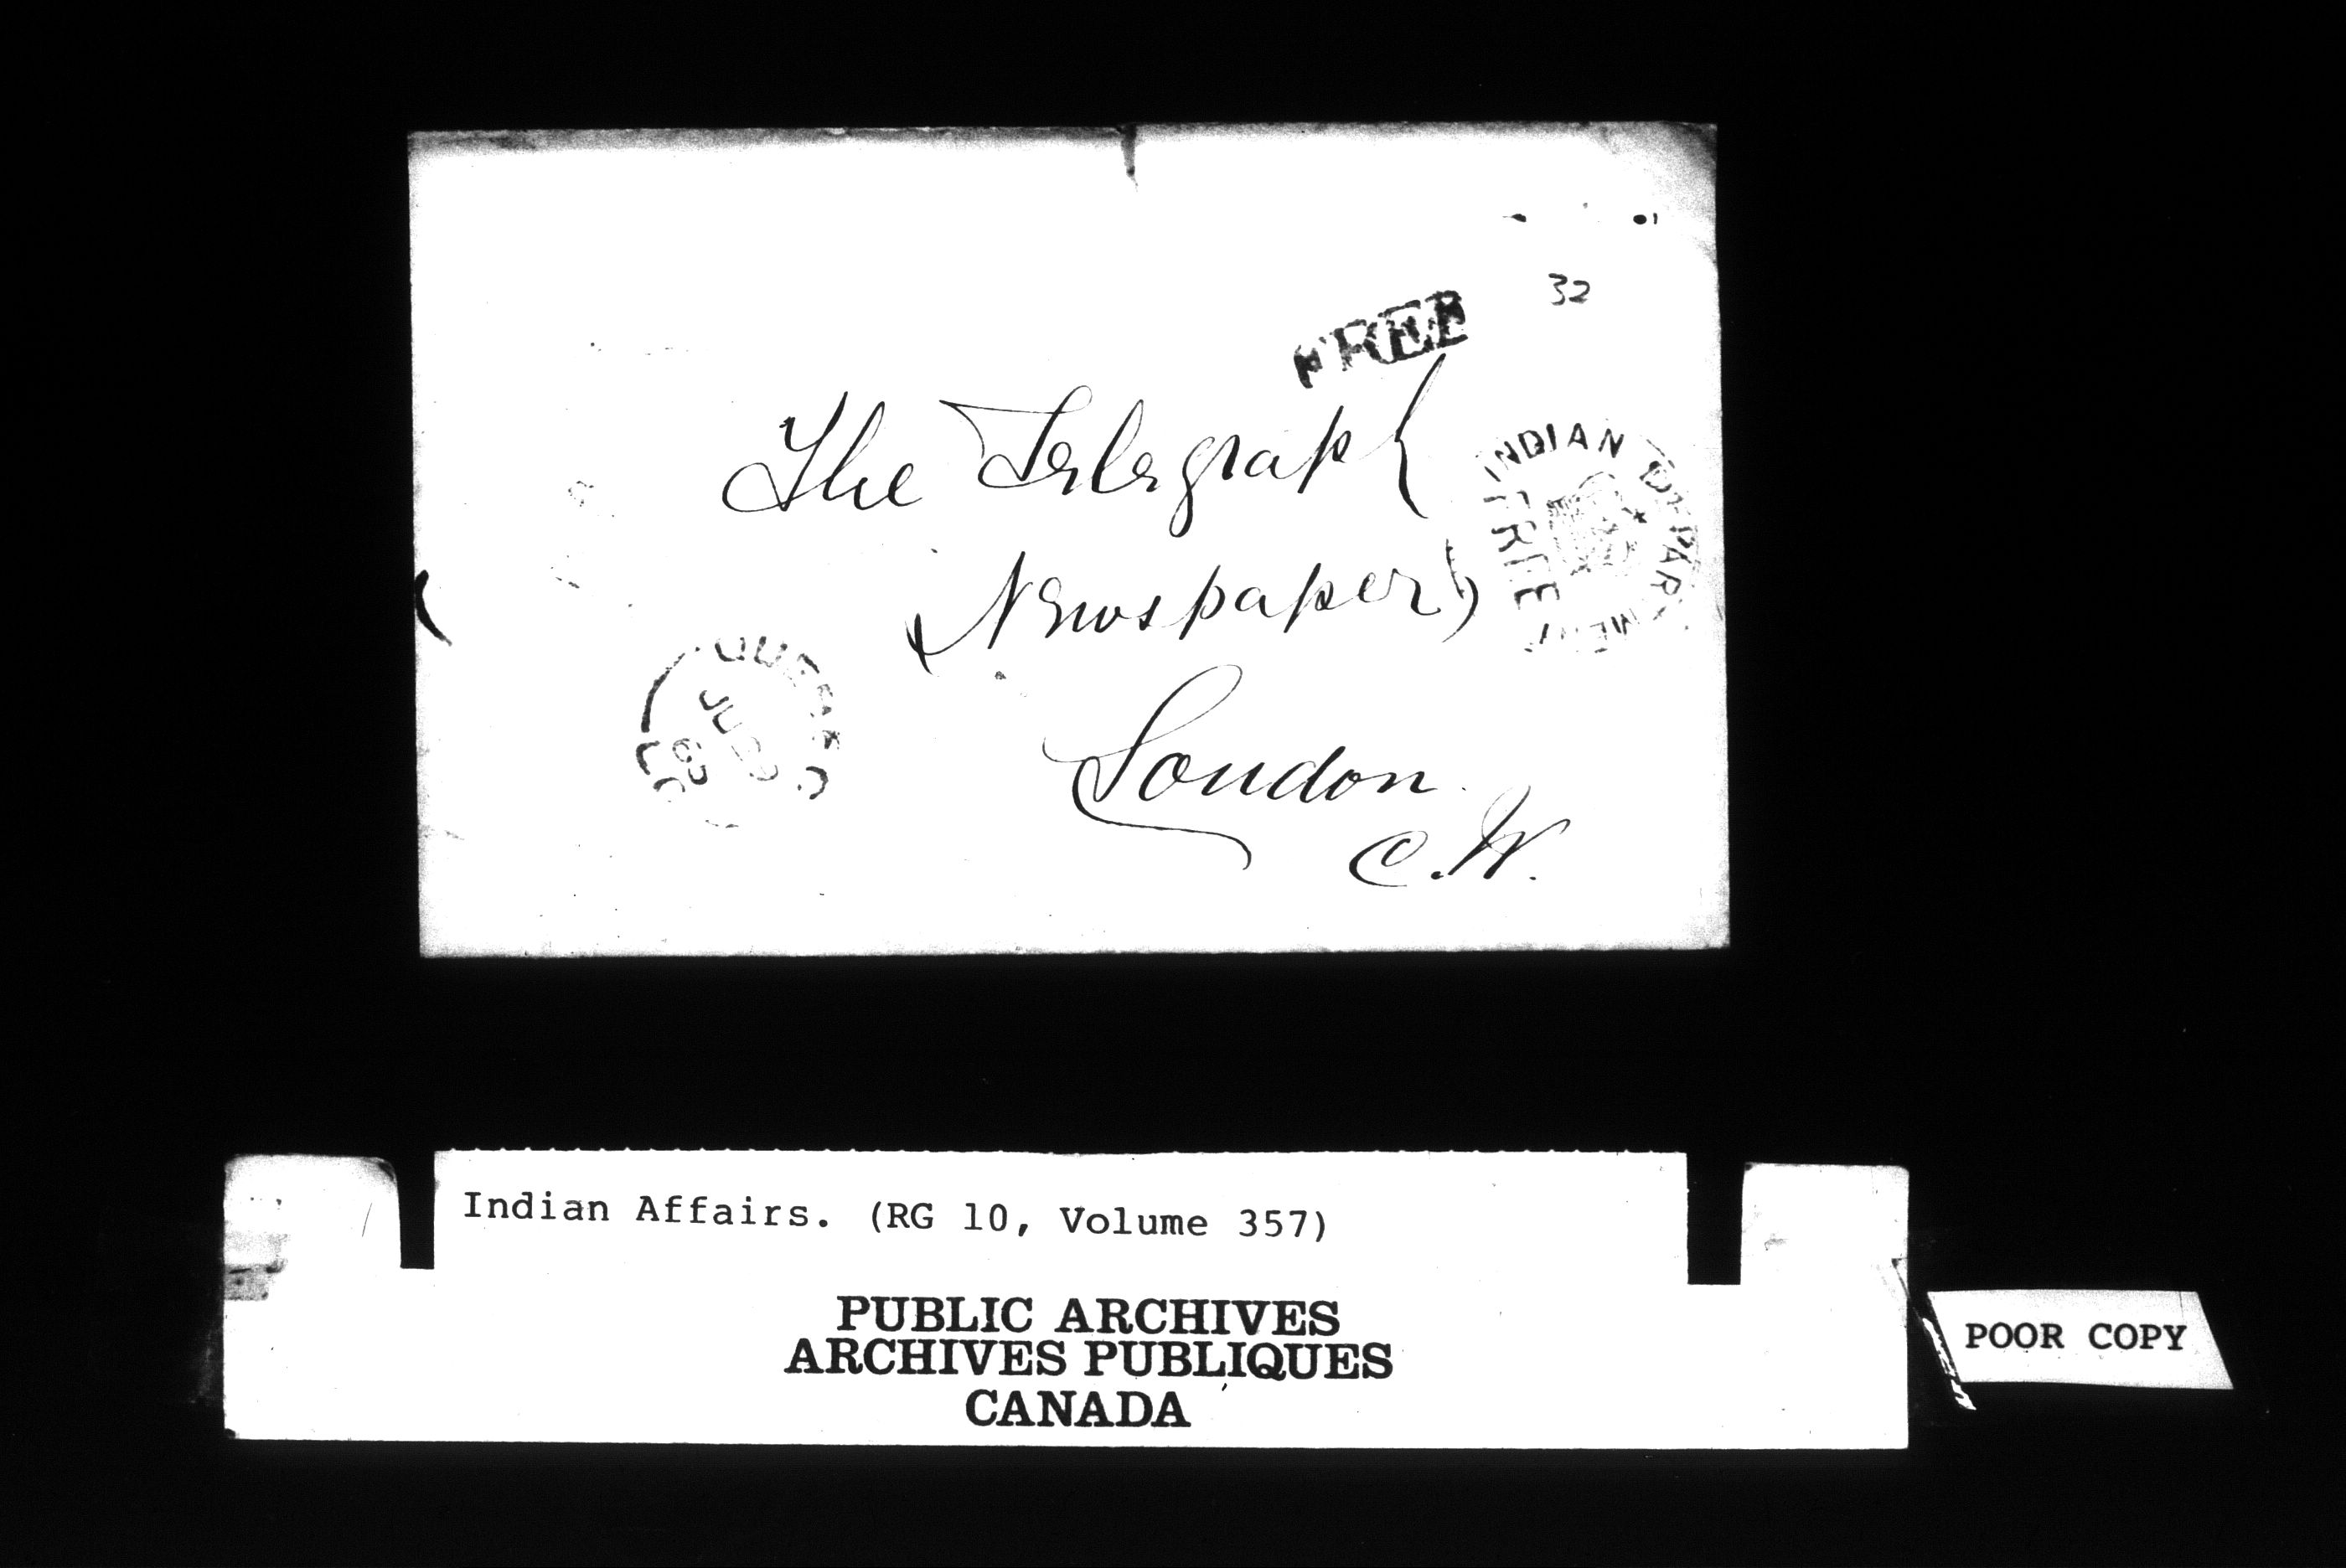 32
FREE
The Telegraph
(Newspaper)
London
C.W.
INDIAN DEPARTMENT
FREE
QUEBEC
Indian Affairs. (RG 10, Volume 357)
PUBLIC ARCHIVES
ARCHIVES PUBLIQUES
CANADA
POOR COPY